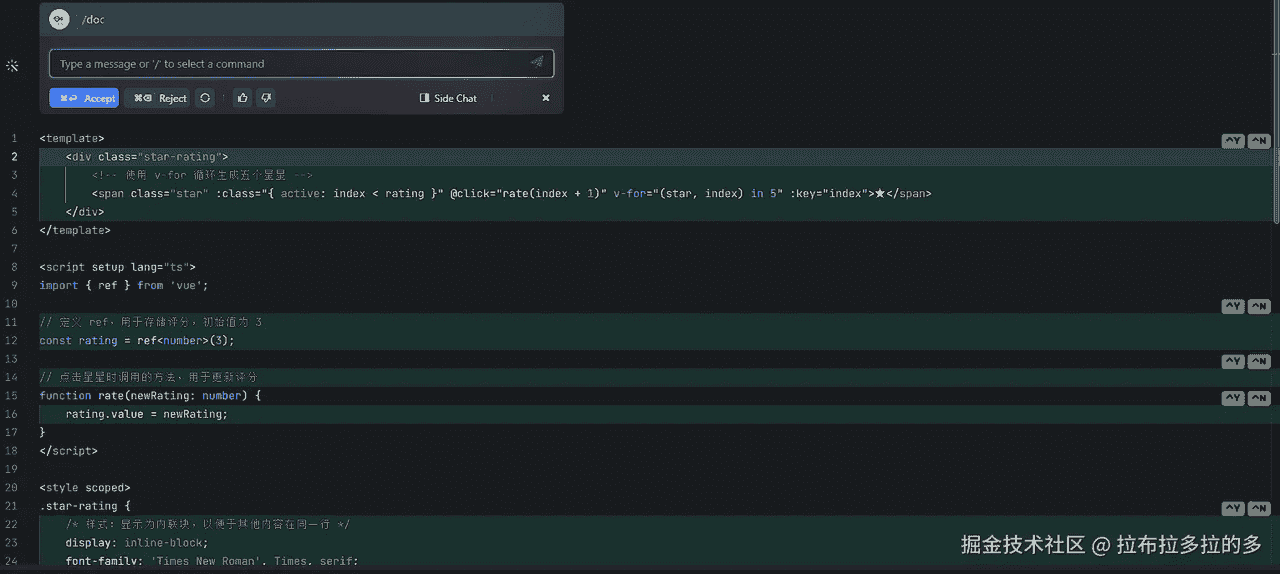 /doc
Type a message or '/' to select a command
⌘⏎ Accept ⌘⌫ Reject Side Chat ×
1 <template> ^Y ^N
2 <div class="star-rating">
3 <!-- 使用 v-for 循环生成五个星星 -->
4 <span class="star" :class="{ active: index < rating }" @click="rate(index + 1)" v-for="(star, index) in 5" :key="index">★</span>
5 </div>
6 </template>
7
8 <script setup lang="ts">
9 import { ref } from 'vue';
10 ^Y ^N
11 // 定义 ref，用于存储评分，初始值为 3
12 const rating = ref<number>(3);
13 ^Y ^N
14 // 点击星星时调用的方法，用于更新评分
15 function rate(newRating: number) { ^Y ^N
16 rating.value = newRating;
17 }
18 </script>
19
20 <style scoped>
21 .star-rating { ^Y ^N
22 /* 样式：显示为内联块，以便于其他内容在同一行 */
23 display: inline-block;
24 font-family: 'Times New Roman', Times, serif;
掘金技术社区 @ 拉布拉多拉的多